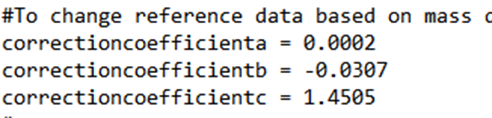 #To change reference data based on mass
correctioncoefficienta = 0.0002
correctioncoefficientb = -0.0307
correctioncoefficientc = 1.4505